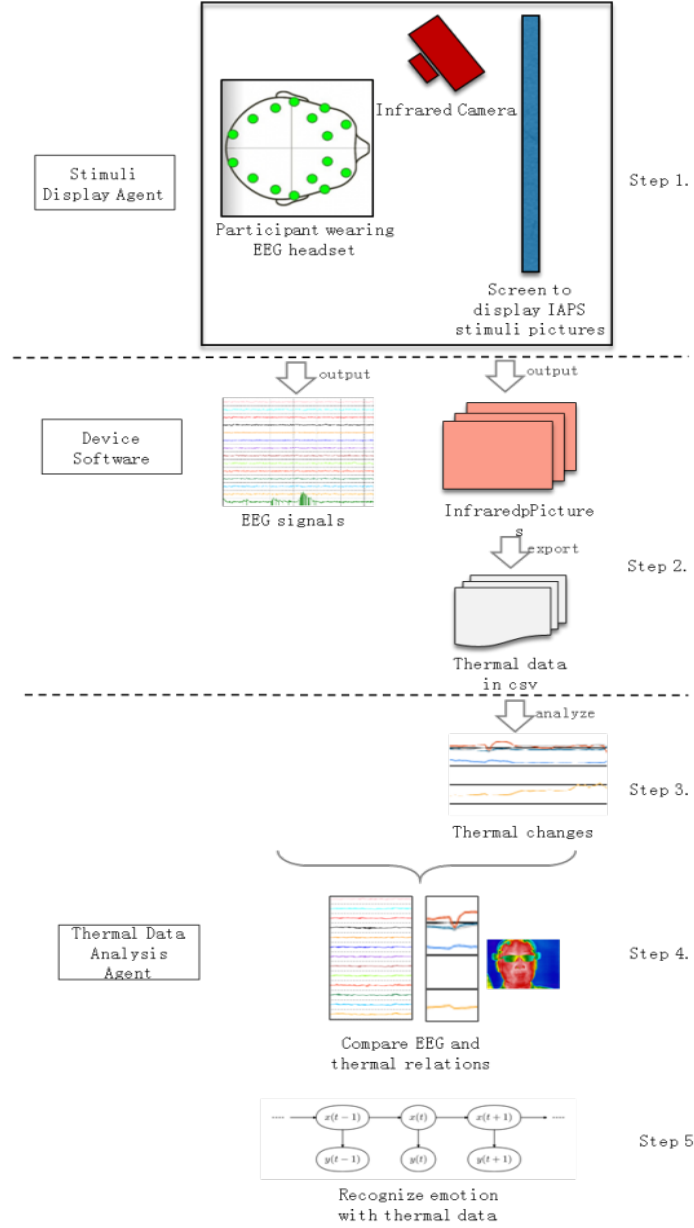 Infrared Camera
Stimuli
Display Agent
Step 1.
Participant wearing
EEG headset
Screen to
display IAPS
stimuli pictures
output
output
Device
Software
EEG signals
InfraredpPicture
s
export
Step 2.
Thermal data
in csv
analyze
Step 3.
Thermal changes
Thermal Data
Analysis
Agent
Step 4.
Compare EEG and
thermal relations
···· x(t − 1) x(t) x(t + 1) ····
y(t − 1) y(t) y(t + 1)
Step 5
Recognize emotion
with thermal data